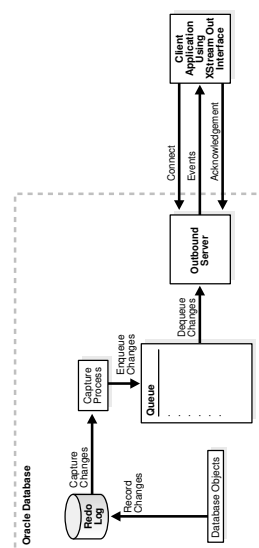 Oracle Database
Redo
Log
Capture
Changes
Record
Changes
Database Objects
Capture
Process
Enqueue
Changes
Queue
Dequeue
Changes
Outbound
Server
Connect
Events
Acknowledgement
Client
Application
Using
XStream Out
Interface